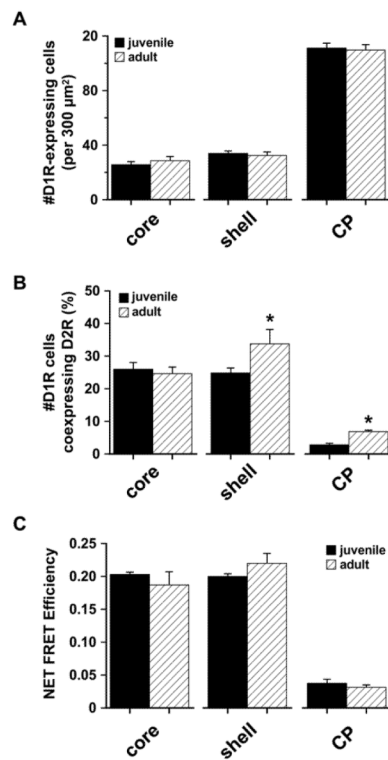 A
#D1R-expressing cells
(per 300 µm²)
20
40
0
juvenile
adult
core
shell
CP
B
#D1R cells
coexpressing D2R (%)
50
40
30
20
10
0
juvenile
adult
*
*
core
shell
CP
C
NET FRET Efficiency
0.25
0.20
0.15
0.10
0.05
0
juvenile
adult
core
shell
CP